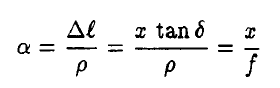 α = Δℓ/ρ = x tan δ/ρ = x/f